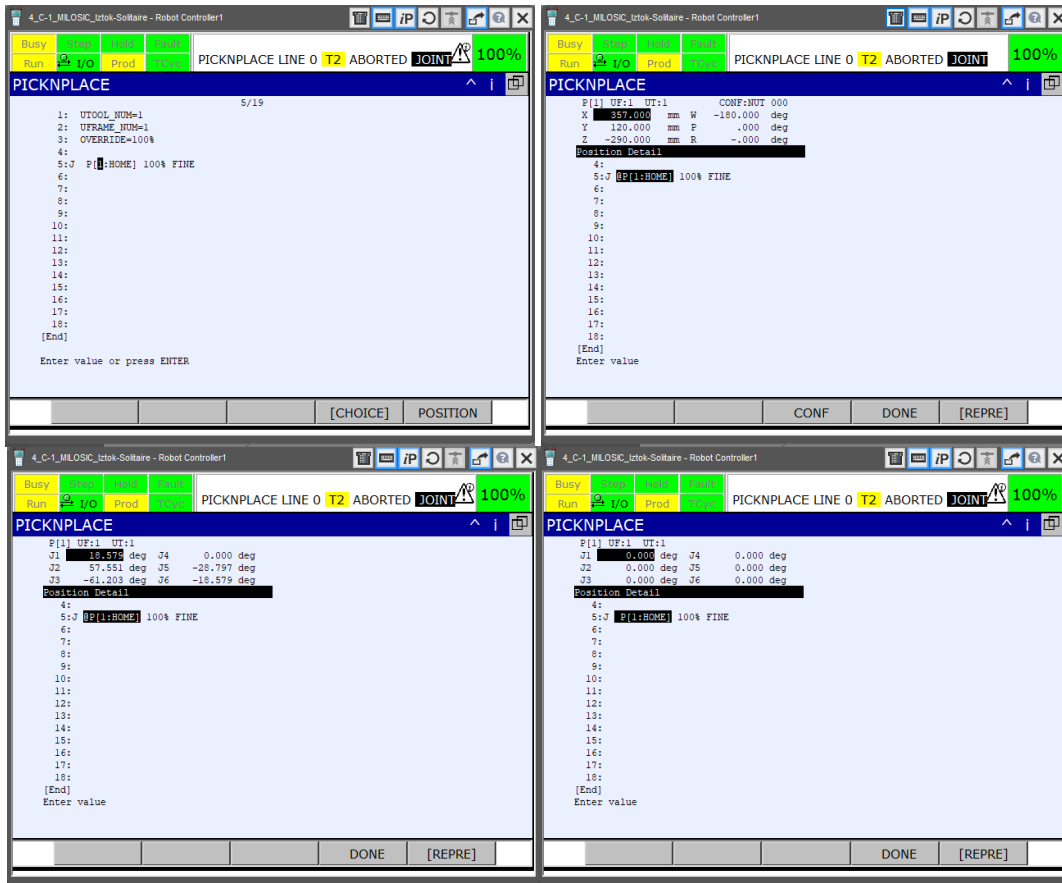 4_C-1_MILOSIC_Iztok-Solitaire - Robot Controller1
iP
Busy Step Hold Fault
Run I/O Prod TCyc
PICKNPLACE LINE 0 T2 ABORTED JOINT 100%
PICKNPLACE
5/19
1: UTOOL_NUM=1
2: UFRAME_NUM=1
3: OVERRIDE=100%
4:
5:J P[1:HOME] 100% FINE
6:
7:
8:
9:
10:
11:
12:
13:
14:
15:
16:
17:
18:
[End]
Enter value or press ENTER
[CHOICE] POSITION
4_C-1_MILOSIC_Iztok-Solitaire - Robot Controller1
iP
Busy Step Hold Fault
Run I/O Prod TCyc
PICKNPLACE LINE 0 T2 ABORTED JOINT 100%
PICKNPLACE
P[1] UF:1 UT:1 CONF:NUT 000
X 357.000 mm W -180.000 deg
Y 120.000 mm P .000 deg
Z -290.000 mm R -.000 deg
Position Detail
4:
5:J @P[1:HOME] 100% FINE
6:
7:
8:
9:
10:
11:
12:
13:
14:
15:
16:
17:
18:
[End]
Enter value
CONF DONE [REPRE]
4_C-1_MILOSIC_Iztok-Solitaire - Robot Controller1
iP
Busy Step Hold Fault
Run I/O Prod TCyc
PICKNPLACE LINE 0 T2 ABORTED JOINT 100%
PICKNPLACE
P[1] UF:1 UT:1
J1 18.579 deg J4 0.000 deg
J2 57.551 deg J5 -28.797 deg
J3 -61.203 deg J6 -18.579 deg
Position Detail
4:
5:J @P[1:HOME] 100% FINE
6:
7:
8:
9:
10:
11:
12:
13:
14:
15:
16:
17:
18:
[End]
Enter value
DONE [REPRE]
4_C-1_MILOSIC_Iztok-Solitaire - Robot Controller1
iP
Busy Step Hold Fault
Run I/O Prod TCyc
PICKNPLACE LINE 0 T2 ABORTED JOINT 100%
PICKNPLACE
P[1] UF:1 UT:1
J1 0.000 deg J4 0.000 deg
J2 0.000 deg J5 0.000 deg
J3 0.000 deg J6 0.000 deg
Position Detail
4:
5:J P[1:HOME] 100% FINE
6:
7:
8:
9:
10:
11:
12:
13:
14:
15:
16:
17:
18:
[End]
Enter value
DONE [REPRE]